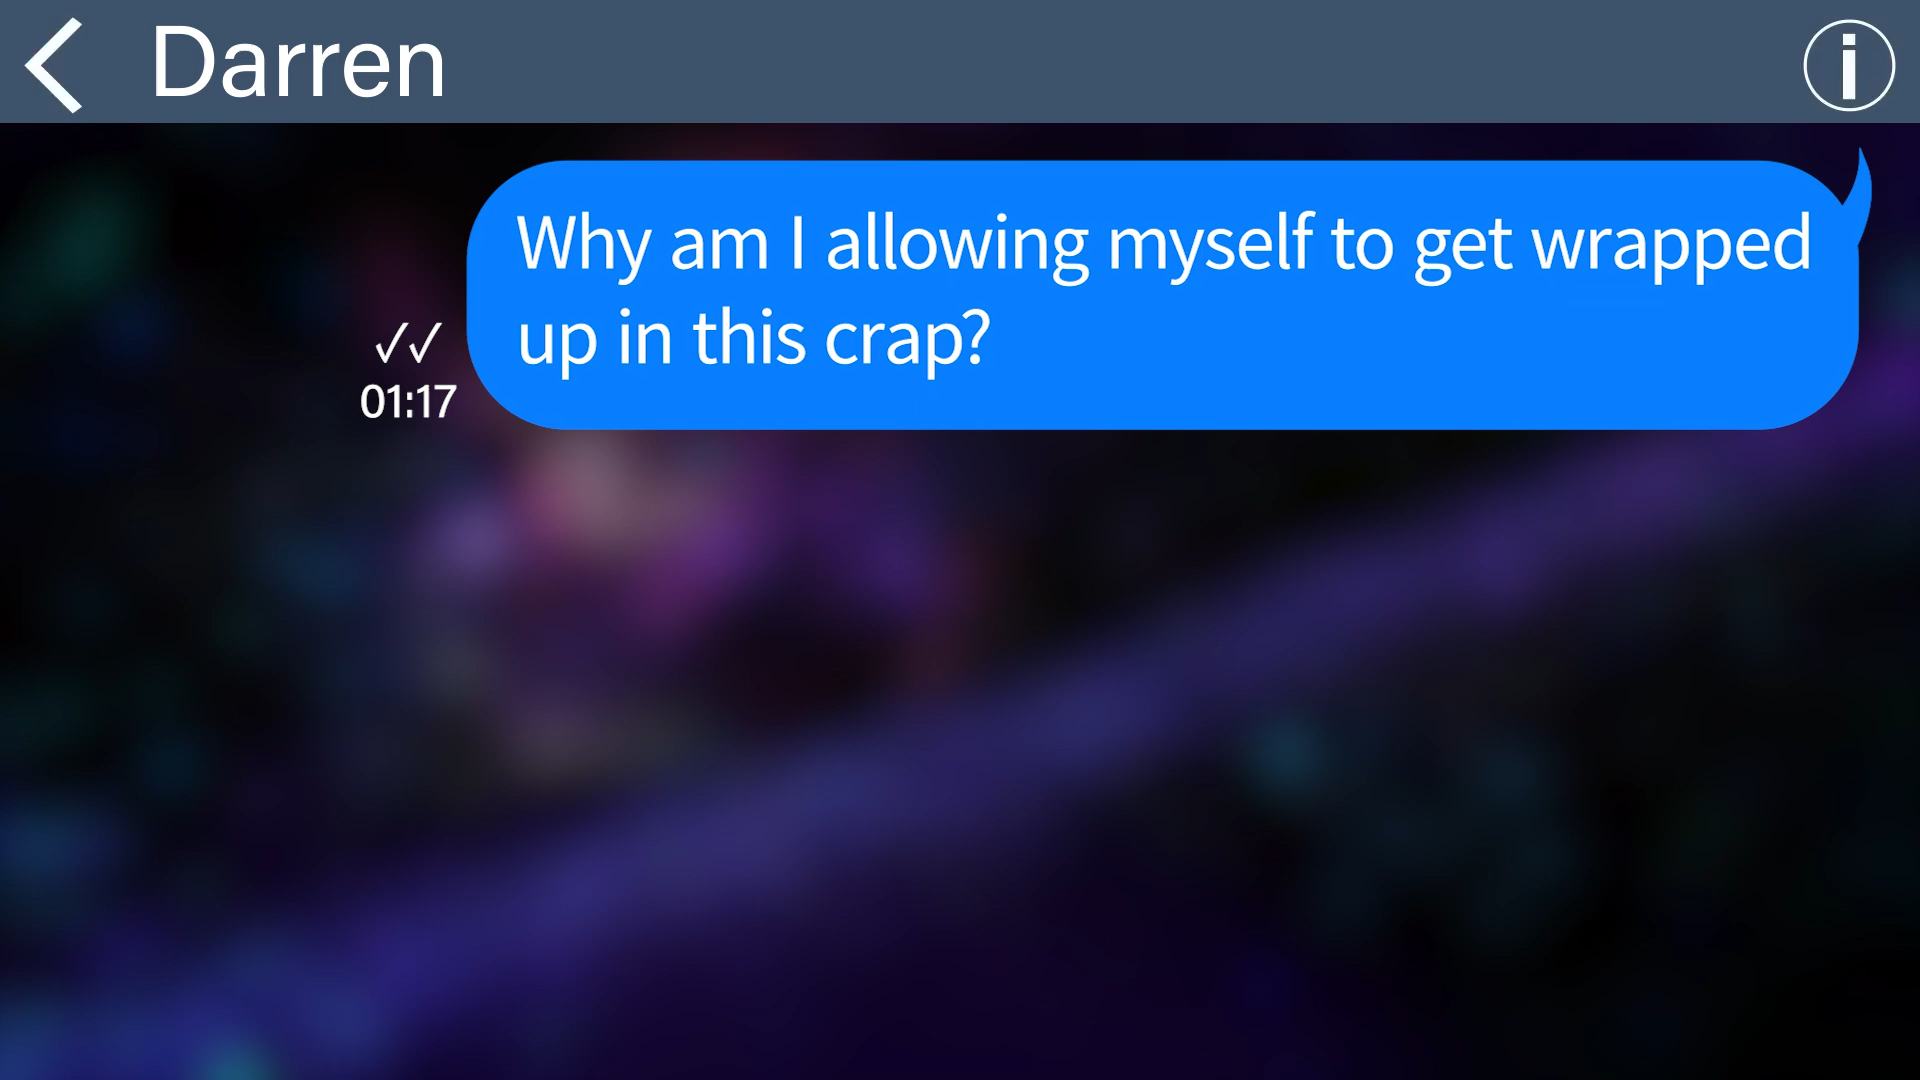 Darren
Why am I allowing myself to get wrapped
up in this crap?
✓✓
01:17